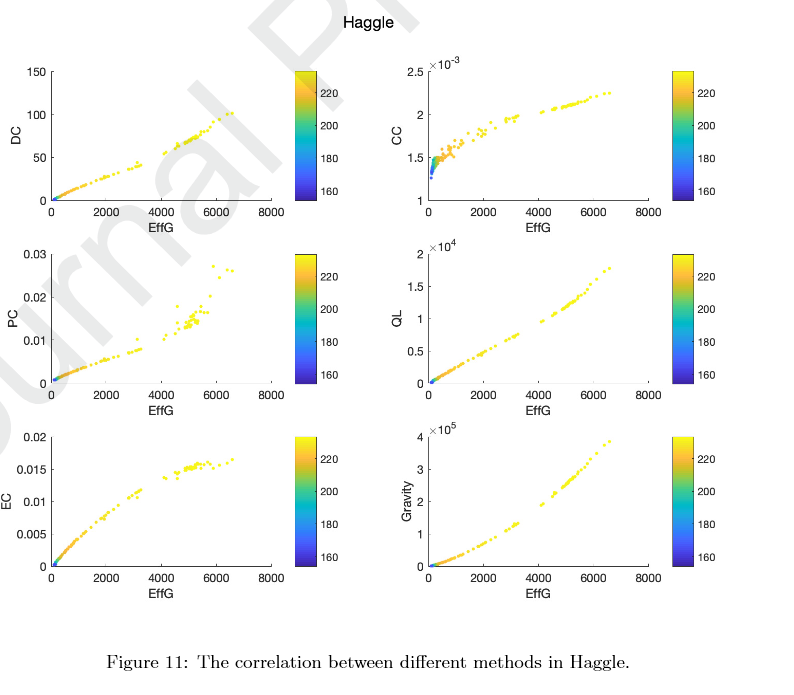 Haggle
150
100
50
0
DC
0 2000 4000 6000 8000
EffG
220
200
180
160
×10-3
2.5
2
1.5
1
CC
0 2000 4000 6000 8000
EffG
220
200
180
160
0.03
0.02
0.01
0
PC
0 2000 4000 6000 8000
EffG
220
200
180
160
×104
2
1.5
1
0.5
0
QL
0 2000 4000 6000 8000
EffG
220
200
180
160
0.02
0.015
0.01
0.005
0
EC
0 2000 4000 6000 8000
EffG
220
200
180
160
×105
4
3
2
1
0
Gravity
0 2000 4000 6000 8000
EffG
220
200
180
160
Figure 11: The correlation between different methods in Haggle.